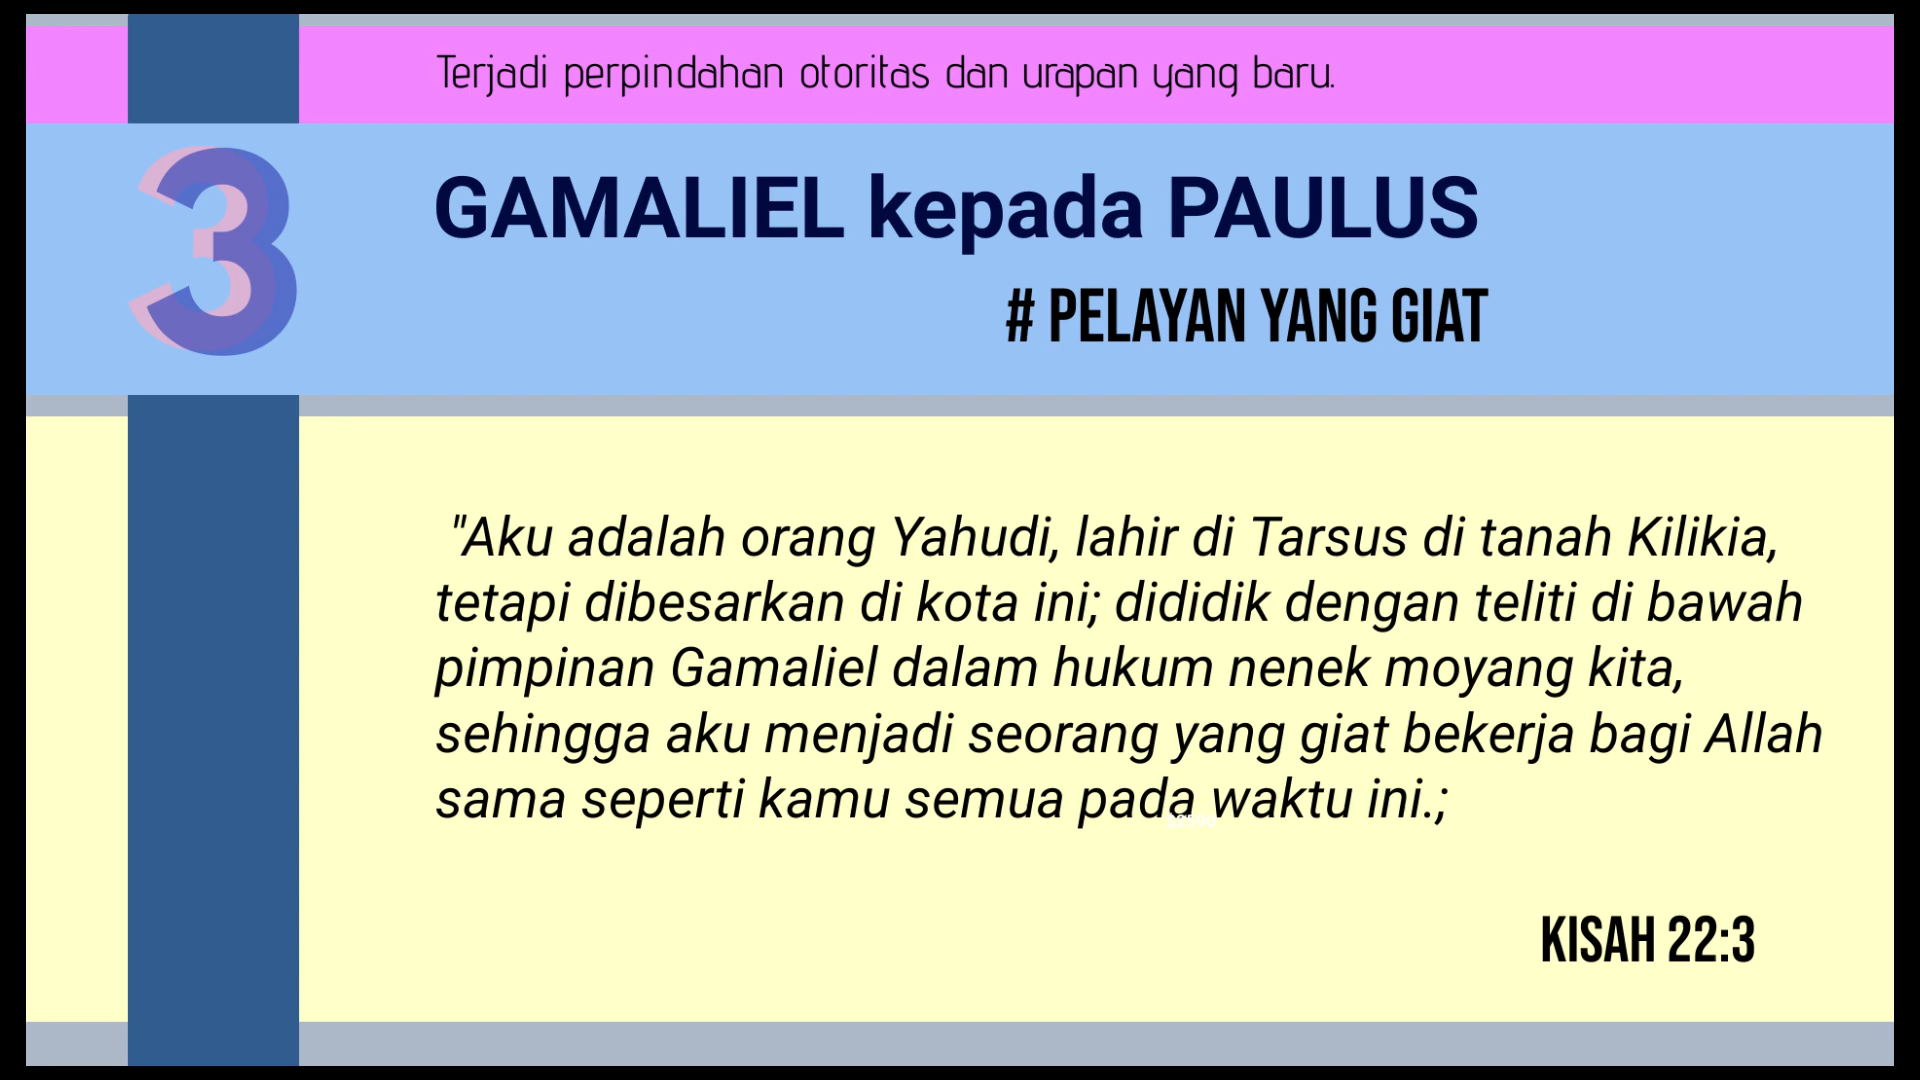 Terjadi perpindahan otoritas dan urapan yang baru.
3
GAMALIEL kepada PAULUS
# PELAYAN YANG GIAT
"Aku adalah orang Yahudi, lahir di Tarsus di tanah Kilikia,
tetapi dibesarkan di kota ini; dididik dengan teliti di bawah
pimpinan Gamaliel dalam hukum nenek moyang kita,
sehingga aku menjadi seorang yang giat bekerja bagi Allah
sama seperti kamu semua pada waktu ini.;
KISAH 22:3